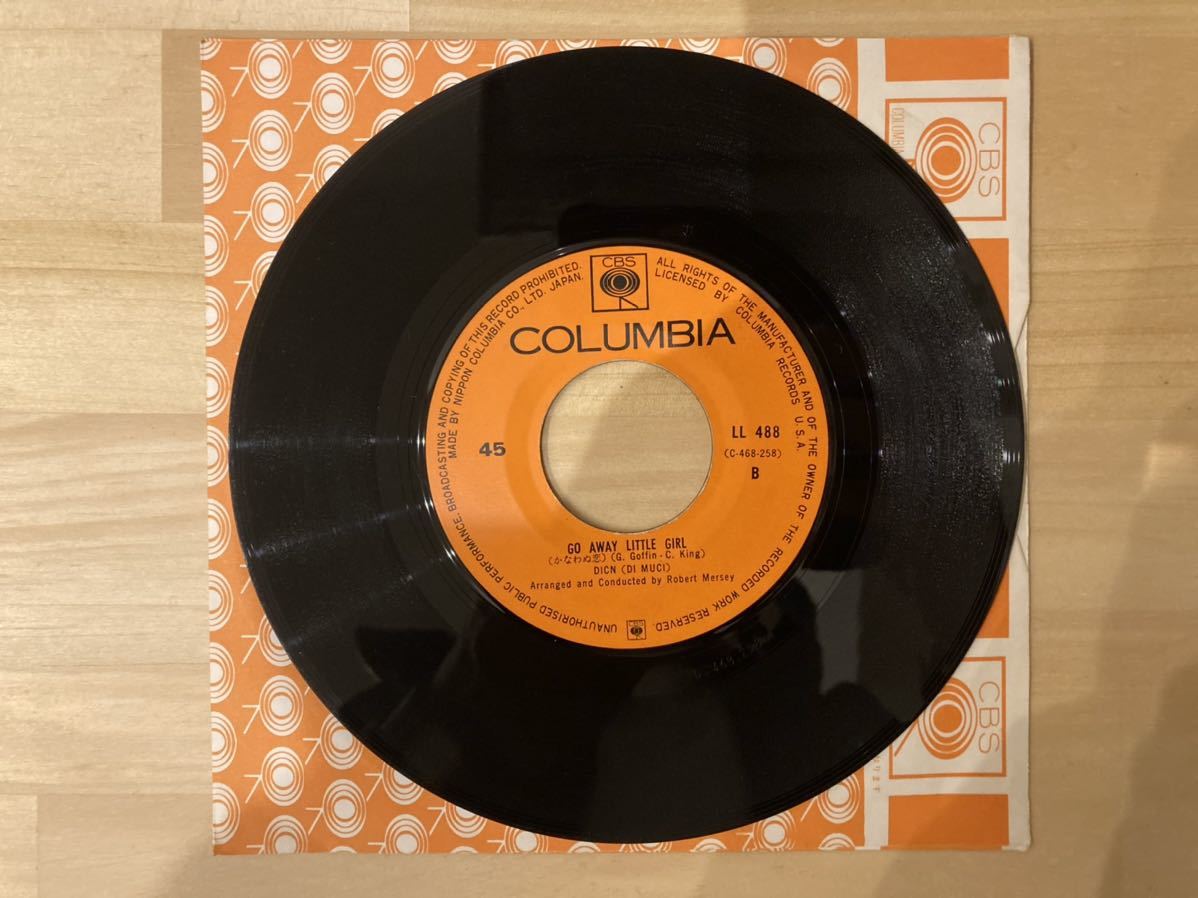 CBS
COLUMBIA
UNAUTHORISED PUBLIC PERFORMANCE. BROADCASTING AND COPYING OF THIS RECORD PROHIBITED.
MADE BY NIPPON COLUMBIA CO., LTD. JAPAN.
ALL RIGHTS OF THE MANUFACTURER AND OF THE OWNER OF THE RECORDED WORK RESERVED.
LICENSED BY COLUMBIA RECORDS U.S.A.
45
LL 488
(C-468-258)
B
GO AWAY LITTLE GIRL
(かなわぬ恋) (G. Goffin - C. King)
DICN (DI MUCI)
Arranged and Conducted by Robert Mersey
CBS
CBS
COLUMBIA
CBS